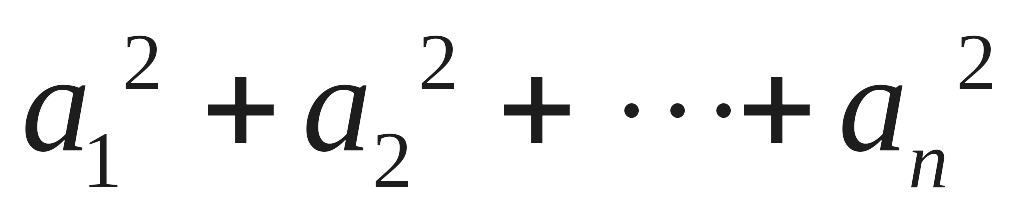 a₁² + a₂² + ⋯ + aₙ²